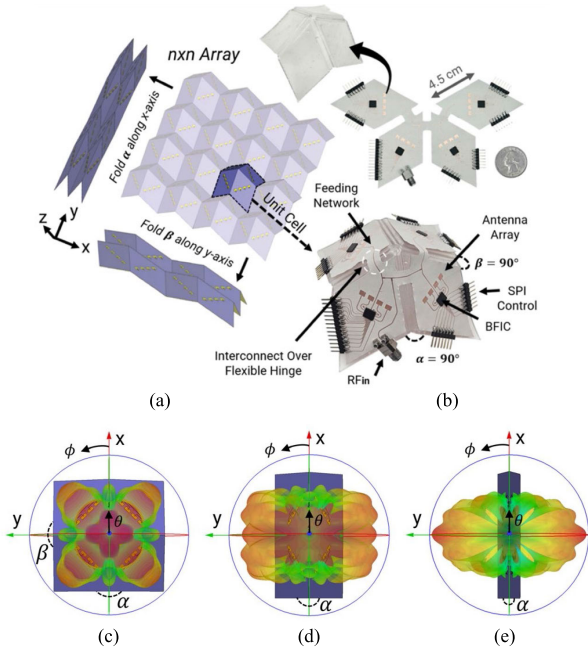 nxn Array
4.5 cm
Fold α along x-axis
Feeding
Network
Unit Cell
Antenna
Array
z
y
x
Fold β along y-axis
β = 90°
SPI
Control
BFIC
α = 90°
Interconnect Over
Flexible Hinge
RFin
(a)
(b)
ϕ
x
y
θ
β
α
(c)
ϕ
x
y
θ
α
(d)
ϕ
x
y
θ
α
(e)